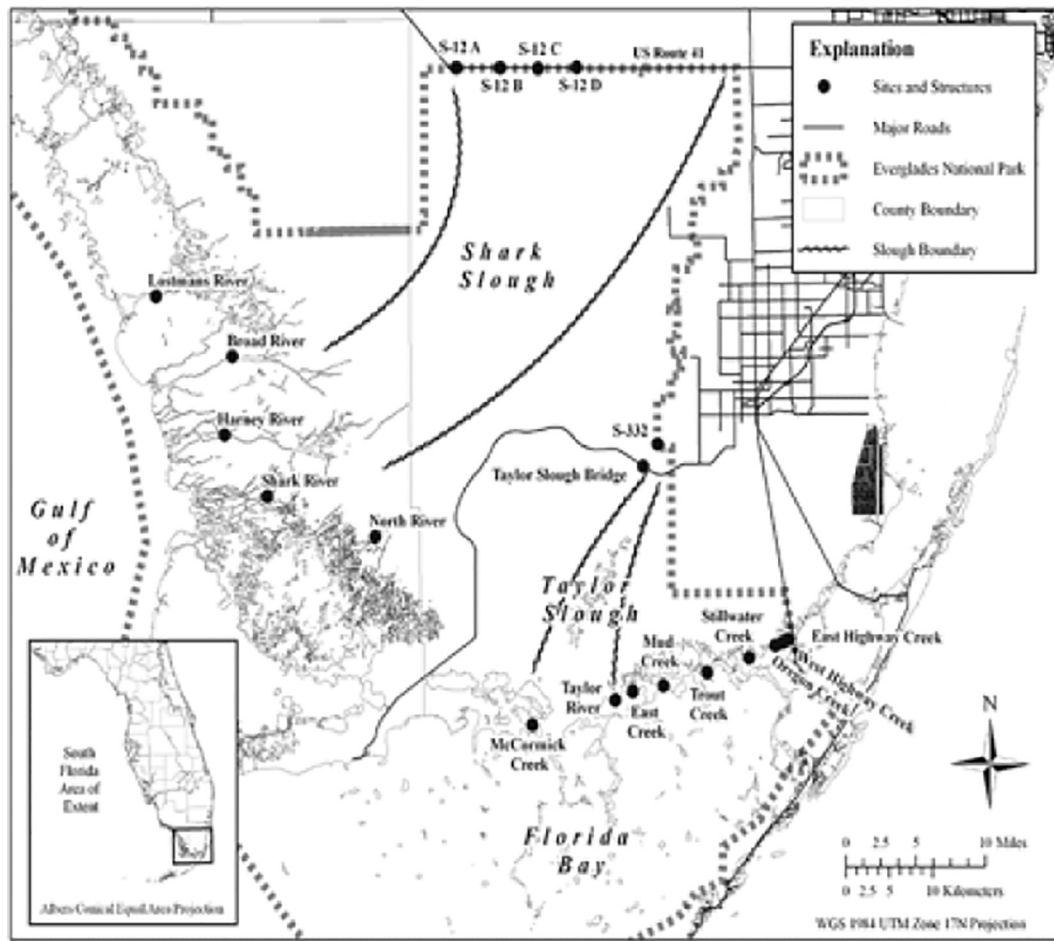 S-12 A
S-12 C
US Route 41
S-12 B
S-12 D
Explanation
Sites and Structures
Major Roads
Everglades National Park
County Boundary
Slough Boundary
Shark
Slough
Lostmans River
Broad River
Harney River
Shark River
North River
S-332
Taylor Slough Bridge
Gulf
of
Mexico
Taylor
Slough
Stillwater
Creek
East Highway Creek
West Highway Creek
Oregon Creek
Mud
Creek
Trout
Creek
Taylor
River
East
Creek
McCormick
Creek
Florida
Bay
South
Florida
Area of
Extent
Albers Conical Equal Area Projection
N
0 2.5 5 10 Miles
0 2.5 5 10 Kilometers
WGS 1984 UTM Zone 17N Projection